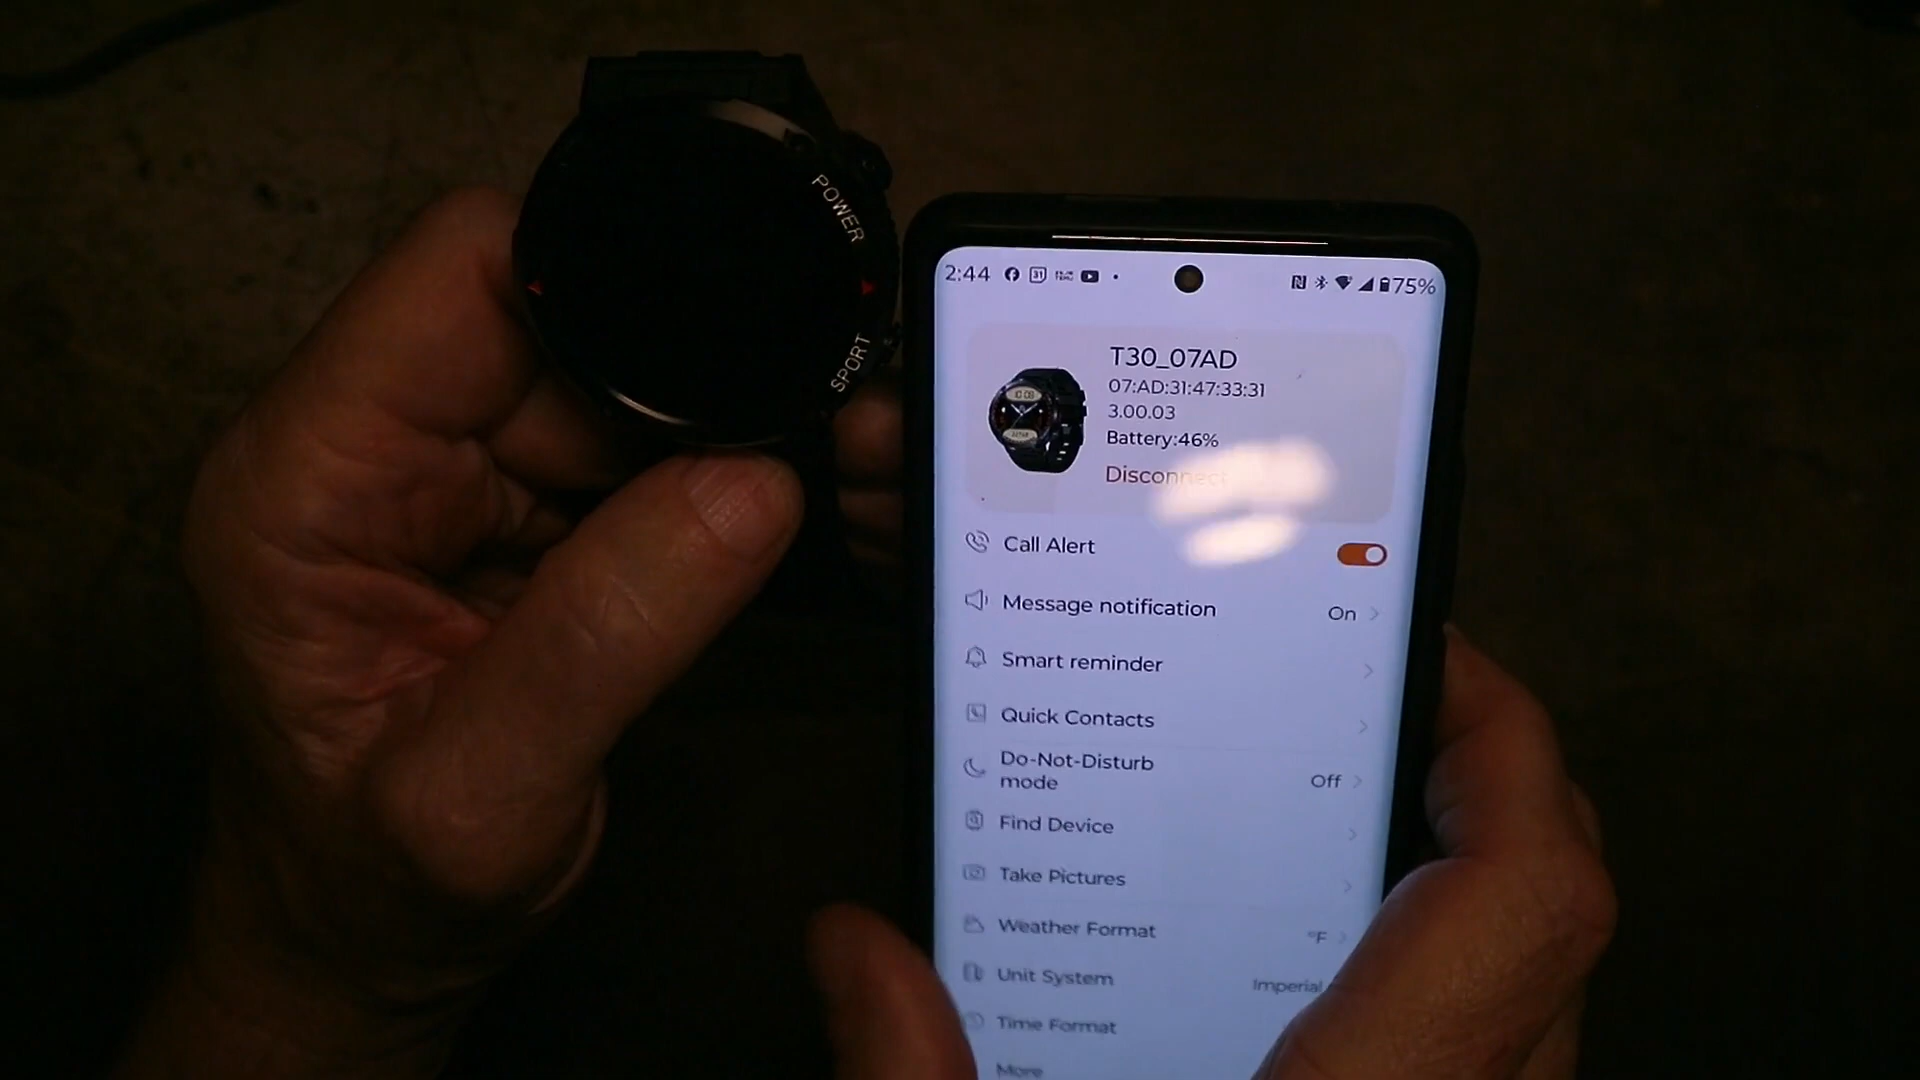 POWER
SPORT
2:44
31
75%
T30_07AD
07:AD:31:47:33:31
3.00.03
Battery:46%
Disconnect
Call Alert
Message notification On
Smart reminder
Quick Contacts
Do-Not-Disturb
mode Off
Find Device
Take Pictures
Weather Format °F
Unit System Imperial
Time Format
More